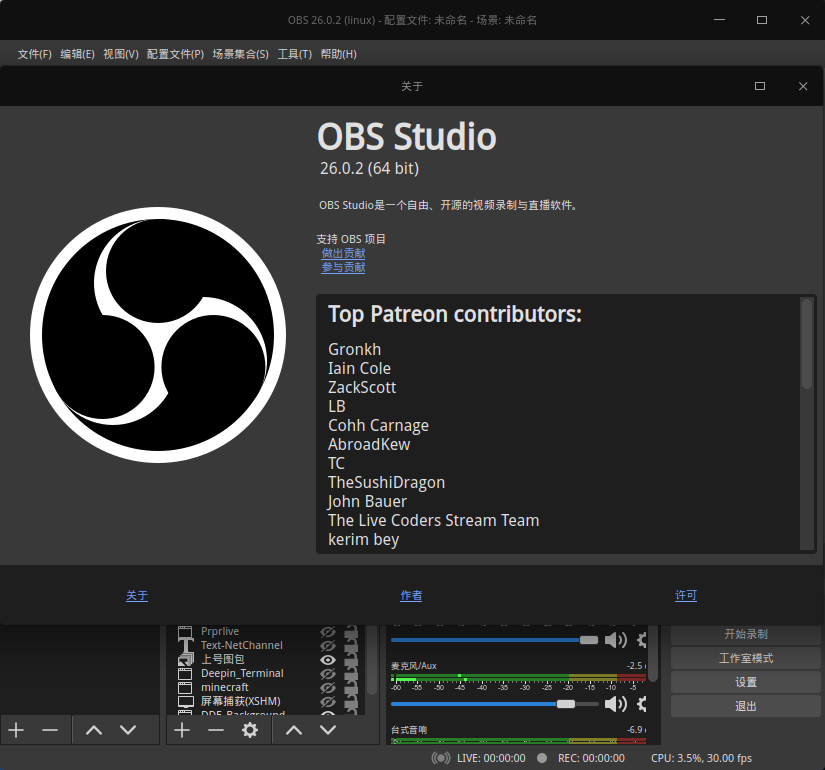 OBS 26.0.2 (linux) - 配置文件: 未命名 - 场景: 未命名
文件(F) 编辑(E) 视图(V) 配置文件(P) 场景集合(S) 工具(T) 帮助(H)
关于
OBS Studio
26.0.2 (64 bit)
OBS Studio是一个自由、开源的视频录制与直播软件。
支持 OBS 项目
做出贡献
参与贡献
Top Patreon contributors:
Gronkh
Iain Cole
ZackScott
LB
Cohh Carnage
AbroadKew
TC
TheSushiDragon
John Bauer
The Live Coders Stream Team
kerim bey
关于 作者 许可
Prprlive
Text-NetChannel
上号图包
Deepin_Terminal
minecraft
屏幕捕获(XSHM)
麦克风/Aux -2.5
-60 -55 -50 -45 -40 -35 -30 -25 -20 -15 -10 -5
台式音响 -6.9
开始录制
工作室模式
设置
退出
LIVE: 00:00:00 REC: 00:00:00 CPU: 3.5%, 30.00 fps